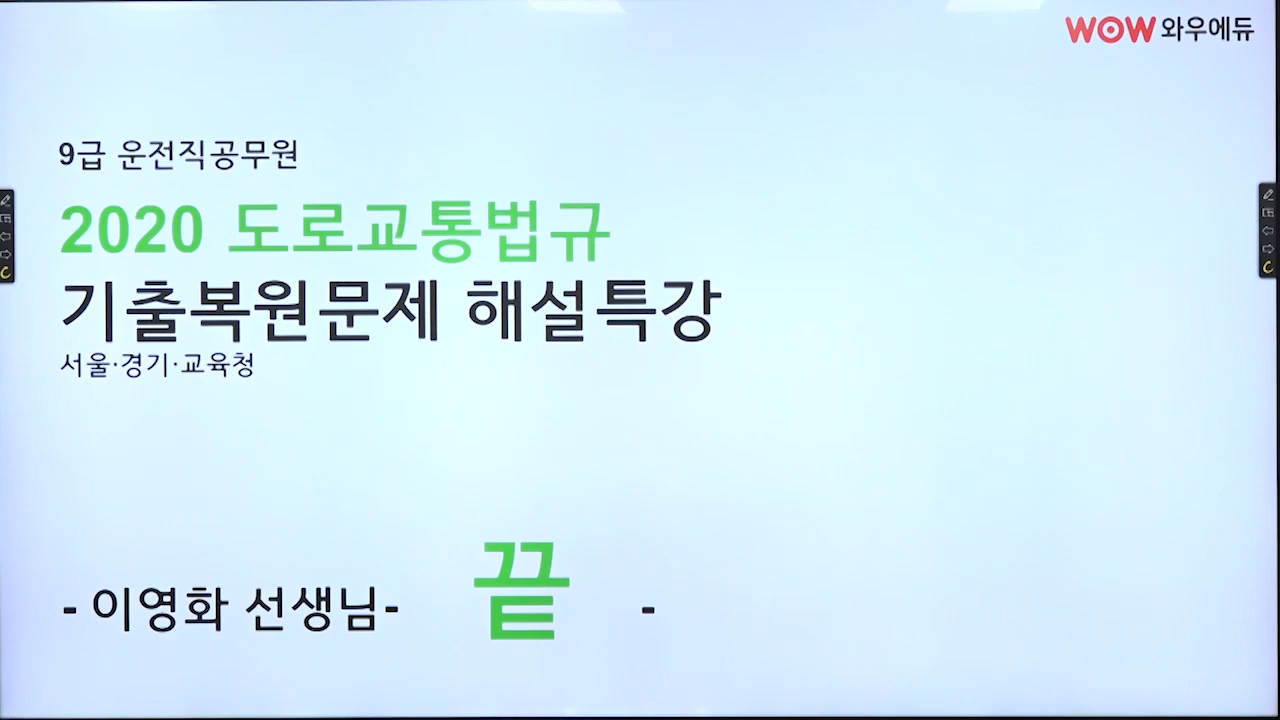 WOW 와우에듀
9급 운전직공무원
2020 도로교통법규
기출복원문제 해설특강
서울·경기·교육청
- 이영화 선생님- 끝 -